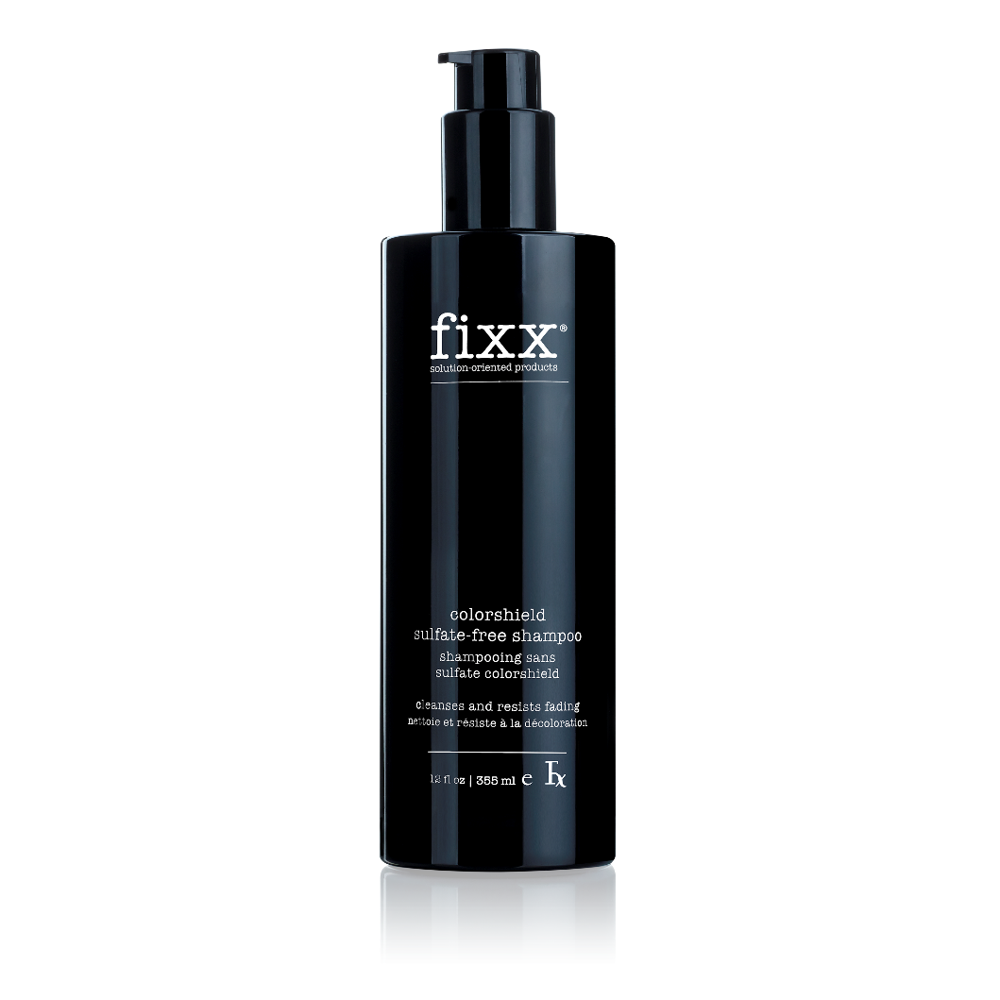 fixx®
solution-oriented products
colorshield
sulfate-free shampoo
shampooing sans
sulfate colorshield
cleanses and resists fading
nettoie et résiste à la décoloration
12 fl oz | 355 ml e Fx